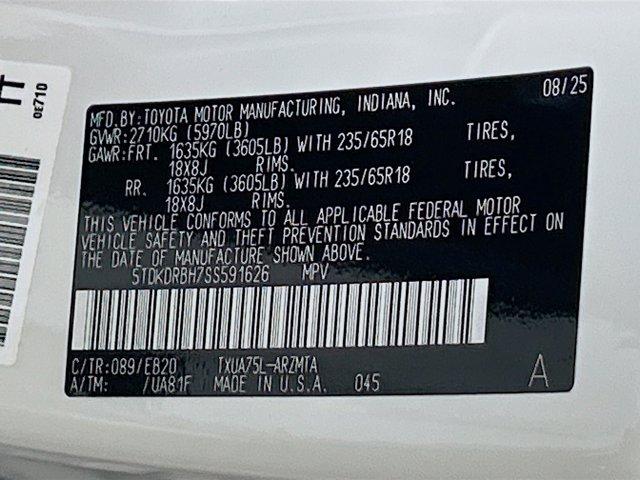 0E710
08/25
MFD.BY:TOYOTA MOTOR MANUFACTURING, INDIANA, INC.
GVWR:2710KG (5970LB)
GAWR:FRT. 1635KG (3605LB) WITH 235/65R18 TIRES,
18X8J RIMS.
RR. 1635KG (3605LB) WITH 235/65R18 TIRES,
18X8J RIMS.
THIS VEHICLE CONFORMS TO ALL APPLICABLE FEDERAL MOTOR
VEHICLE SAFETY AND THEFT PREVENTION STANDARDS IN EFFECT ON
THE DATE OF MANUFACTURE SHOWN ABOVE.
5TDKDRBH7SS591626 MPV
C/TR:089/EB20 TXUA75L-ARZMTA
A/TM: /UA81F MADE IN U.S.A. 045 A